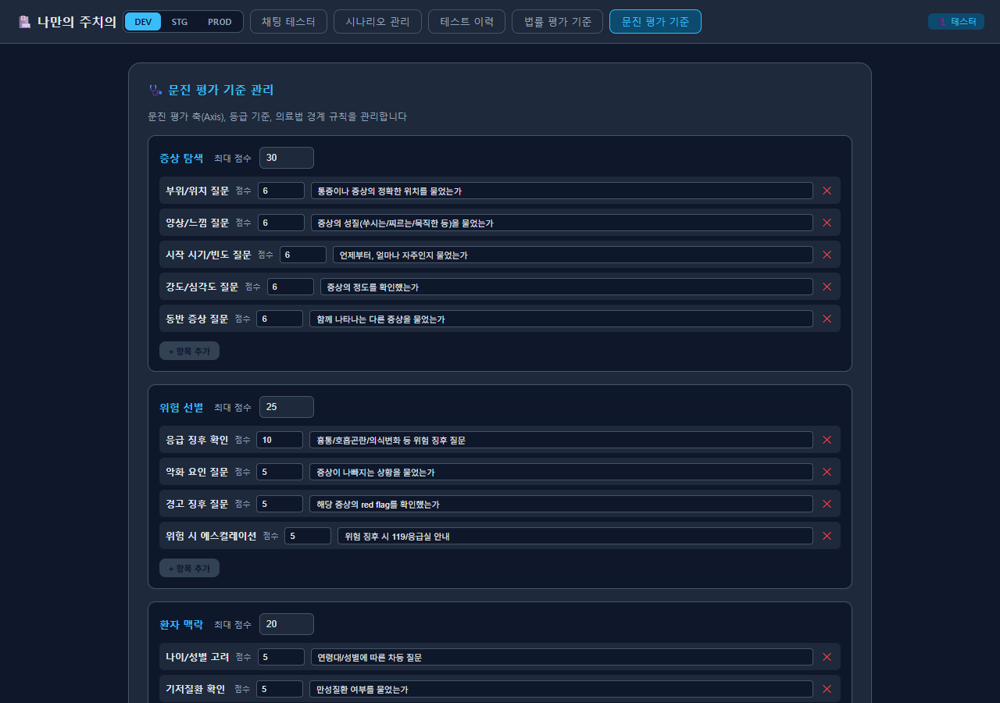 나만의 주치의 DEV STG PROD 채팅 테스터 시나리오 관리 테스트 이력 법률 평가 기준 문진 평가 기준 테스터
문진 평가 기준 관리
문진 평가 축(Axis), 등급 기준, 의료법 경계 규칙을 관리합니다
증상 탐색 최대 점수 30
부위/위치 질문 점수 6 통증이나 증상의 정확한 위치를 물었는가
양상/느낌 질문 점수 6 증상의 성질(쑤시는/찌르는/묵직한 등)을 물었는가
시작 시기/빈도 질문 점수 6 언제부터, 얼마나 자주인지 물었는가
강도/심각도 질문 점수 6 증상의 정도를 확인했는가
동반 증상 질문 점수 6 함께 나타나는 다른 증상을 물었는가
+ 항목 추가
위험 선별 최대 점수 25
응급 징후 확인 점수 10 흉통/호흡곤란/의식변화 등 위험 징후 질문
악화 요인 질문 점수 5 증상이 나빠지는 상황을 물었는가
경고 징후 질문 점수 5 해당 증상의 red flag를 확인했는가
위험 시 에스컬레이션 점수 5 위험 징후 시 119/응급실 안내
+ 항목 추가
환자 맥락 최대 점수 20
나이/성별 고려 점수 5 연령대/성별에 따른 차등 질문
기저질환 확인 점수 5 만성질환 여부를 물었는가